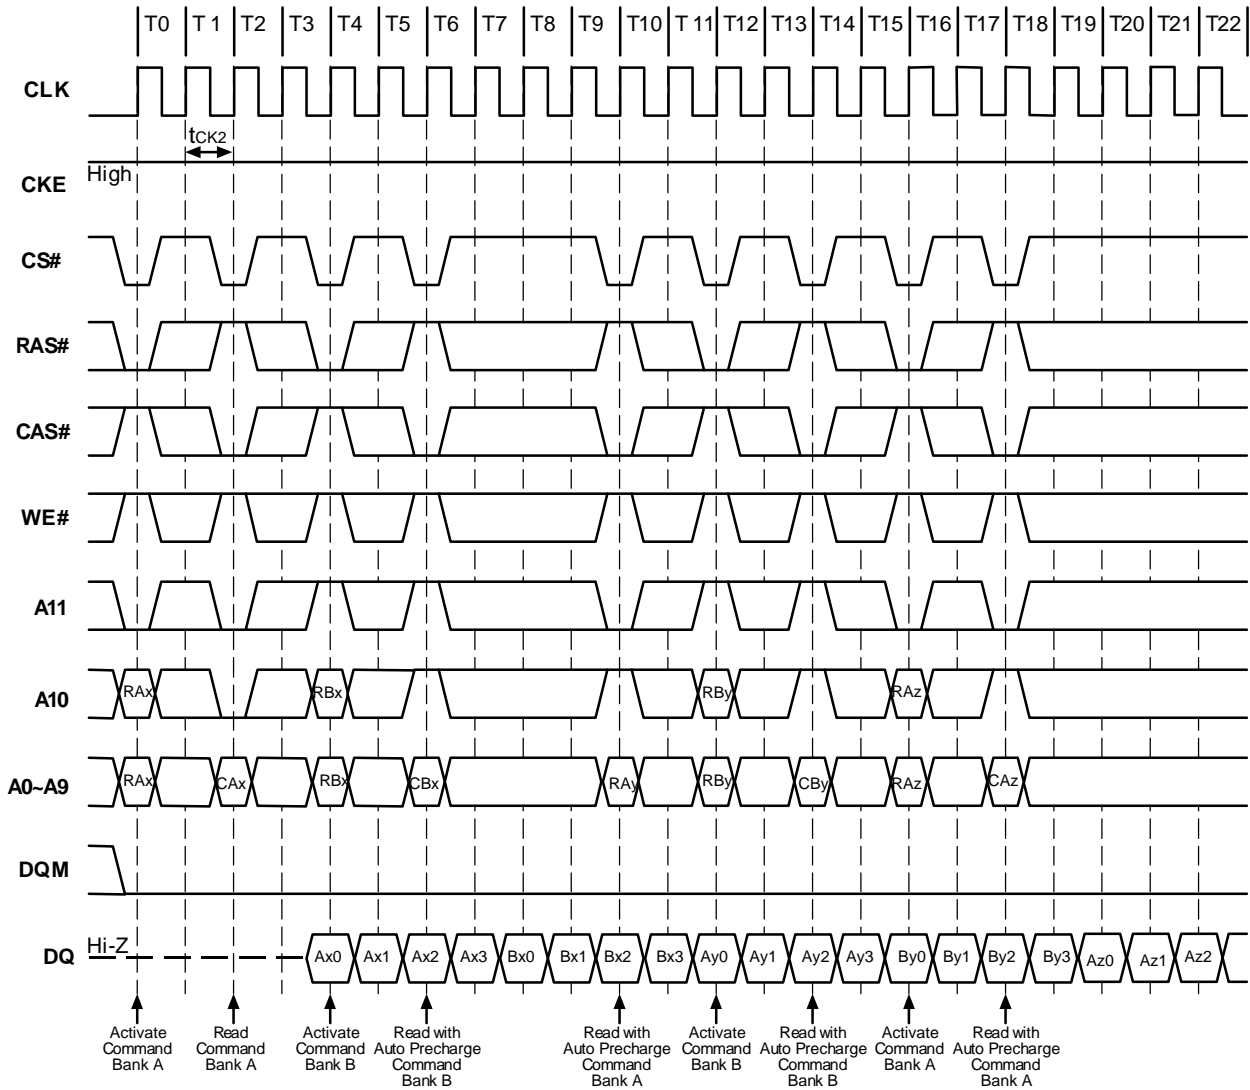 T0 T 1 T2 T3 T4 T5 T6 T7 T8 T9 T10 T 11 T12 T13 T14 T15 T16 T17 T18 T19 T20 T21 T22
CLK
tCK2
High
CKE
CS#
RAS#
CAS#
WE#
A11
A10
RAx RBx RBy RAz
A0~A9
RAx CAx RBx CBx RAy RBy CBy RAz CAz
DQM
Hi-Z
DQ
Ax0 Ax1 Ax2 Ax3 Bx0 Bx1 Bx2 Bx3 Ay0 Ay1 Ay2 Ay3 By0 By1 By2 By3 Az0 Az1 Az2
Activate
Command
Bank A
Read
Command
Bank A
Activate
Command
Bank B
Read with
Auto Precharge
Command
Bank B
Read with
Auto Precharge
Command
Bank A
Activate
Command
Bank B
Read with
Auto Precharge
Command
Bank B
Activate
Command
Bank A
Read with
Auto Precharge
Command
Bank A